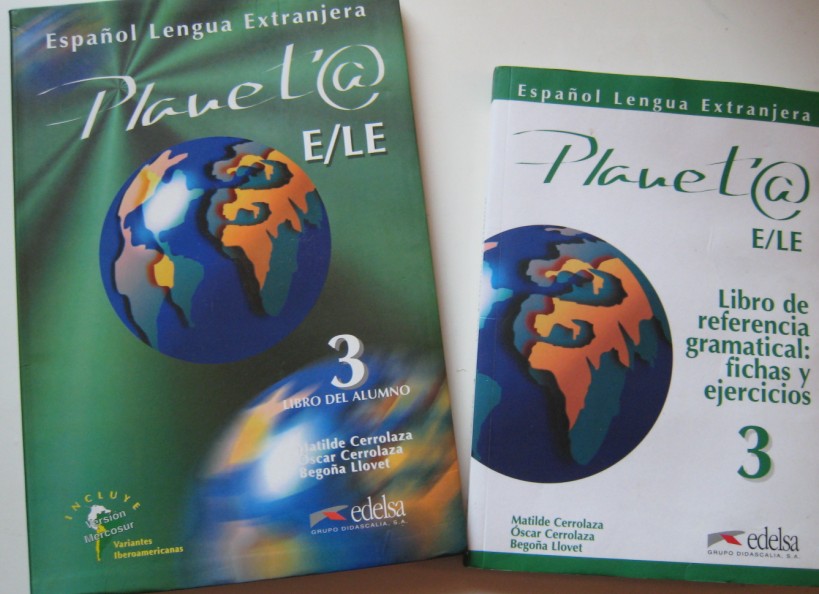 Español Lengua Extranjera
Planet@
E/LE
3
LIBRO DEL ALUMNO
Matilde Cerrolaza
Óscar Cerrolaza
Begoña Llovet
INCLUYE
Versión
Mercosur
Variantes
Iberoamericanas
edelsa
GRUPO DIDASCALIA, S.A.
Español Lengua Extranjera
Planet@
E/LE
Libro de
referencia
gramatical:
fichas y
ejercicios
3
Matilde Cerrolaza
Óscar Cerrolaza
Begoña Llovet
edelsa
GRUPO DIDASCALIA, S.A.